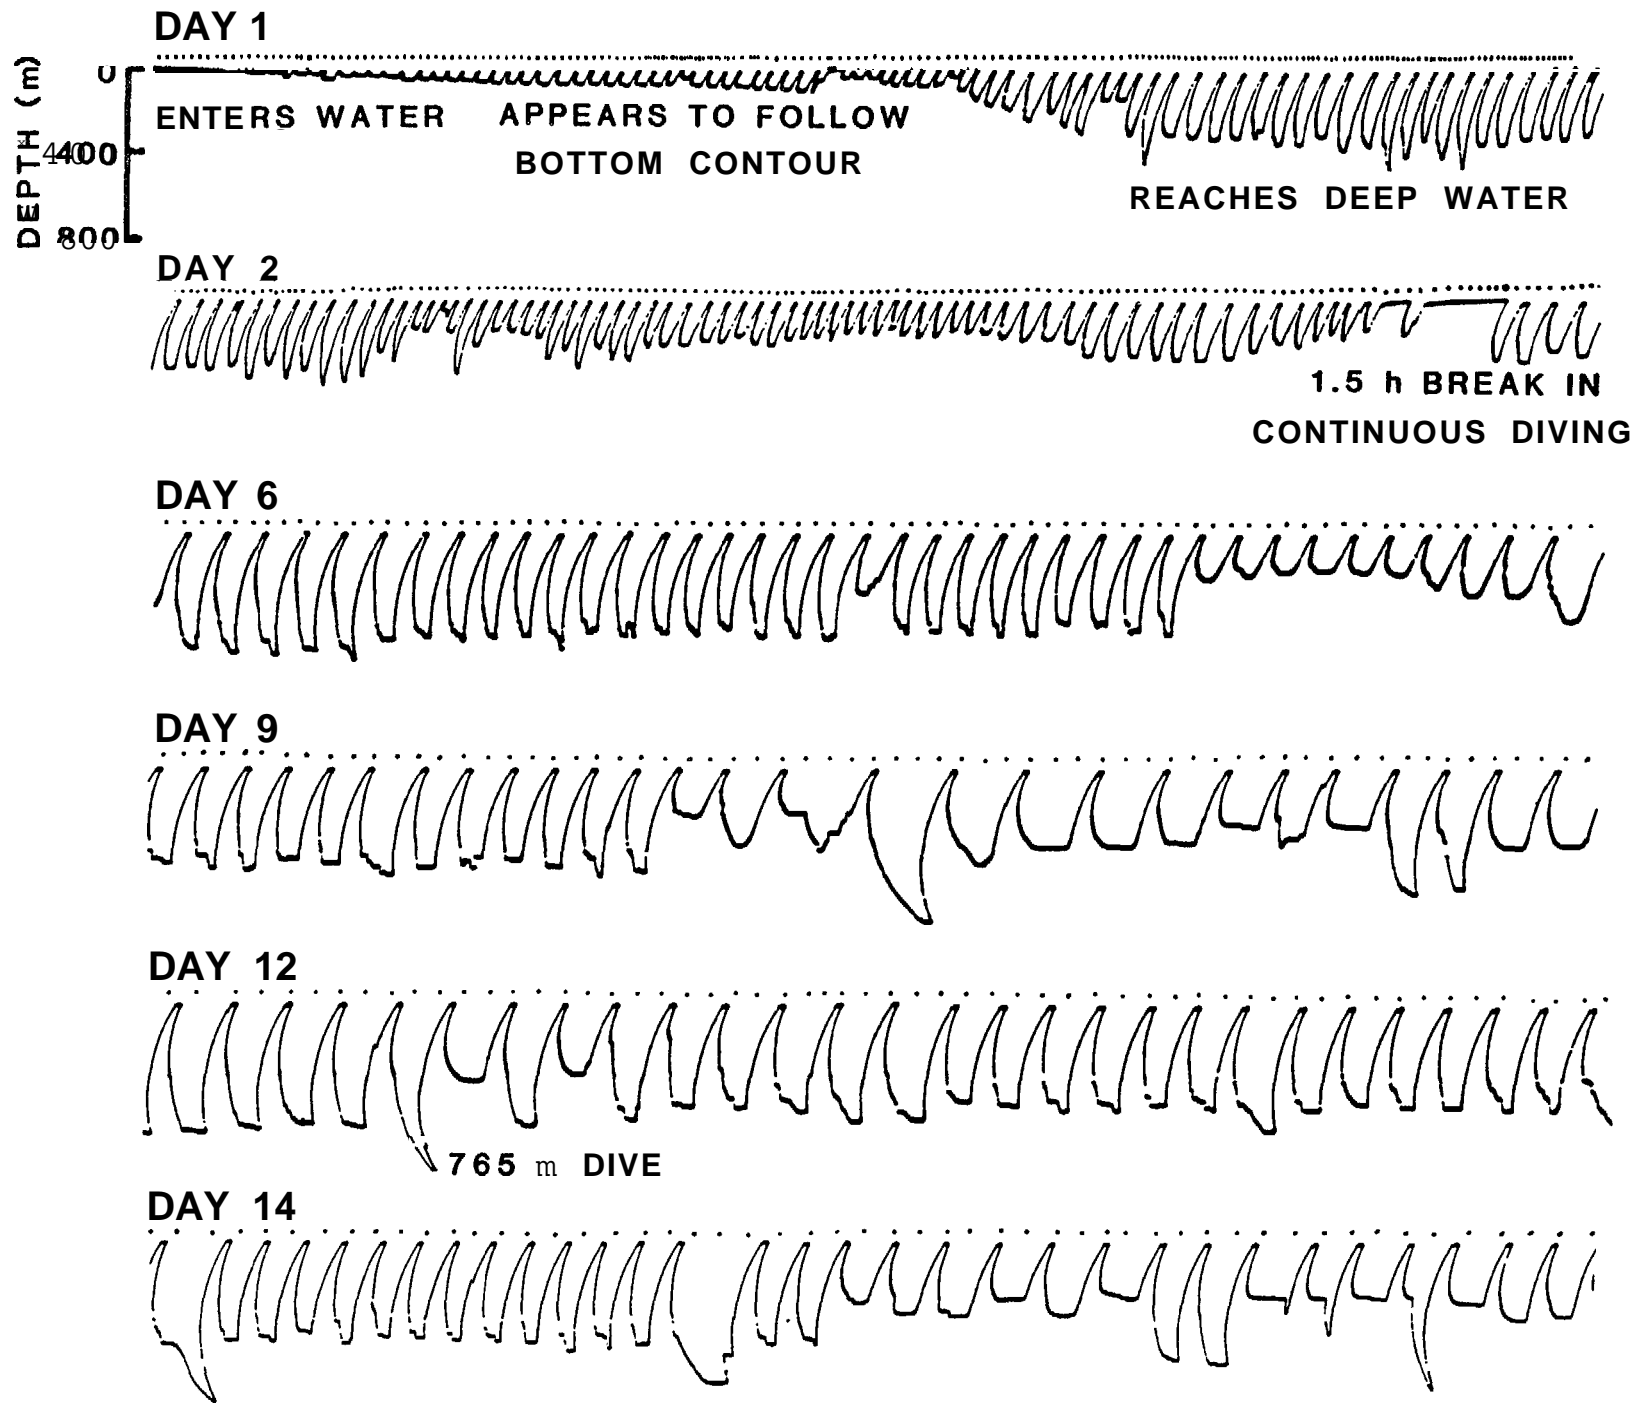 DAY 1
DEPTH (m)
0
400
800
ENTERS WATER
APPEARS TO FOLLOW
BOTTOM CONTOUR
REACHES DEEP WATER
DAY 2
1.5 h BREAK IN
CONTINUOUS DIVING
DAY 6
DAY 9
DAY 12
765 m DIVE
DAY 14